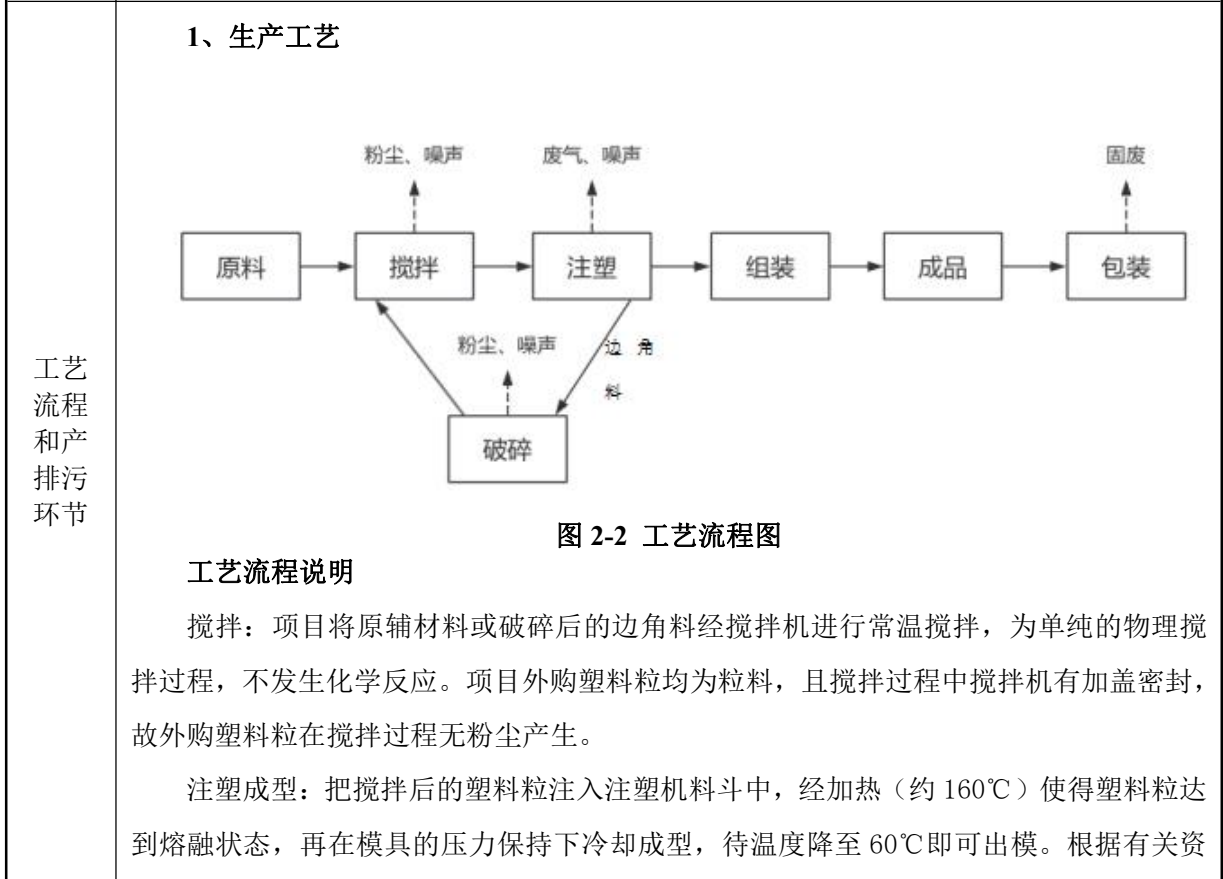 1、生产工艺
粉尘、噪声
废气、噪声
固废
原料
搅拌
注塑
组装
成品
包装
粉尘、噪声
边 角
料
破碎
工艺
流程
和产
排污
环节
图 2-2 工艺流程图
工艺流程说明
搅拌：项目将原辅材料或破碎后的边角料经搅拌机进行常温搅拌，为单纯的物理搅
拌过程，不发生化学反应。项目外购塑料粒均为粒料，且搅拌过程中搅拌机有加盖密封，
故外购塑料粒在搅拌过程无粉尘产生。
注塑成型：把搅拌后的塑料粒注入注塑机料斗中，经加热（约 160℃）使得塑料粒达
到熔融状态，再在模具的压力保持下冷却成型，待温度降至 60℃即可出模。根据有关资